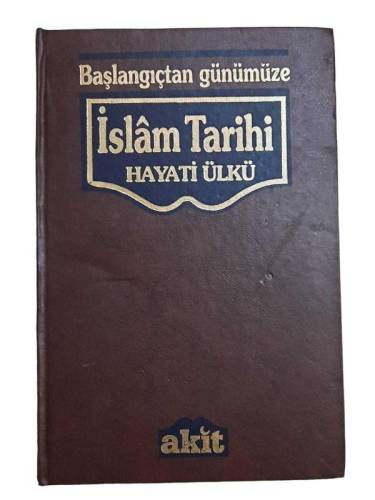 Başlangıçtan günümüze
İslâm Tarihi
HAYATİ ÜLKÜ
akit